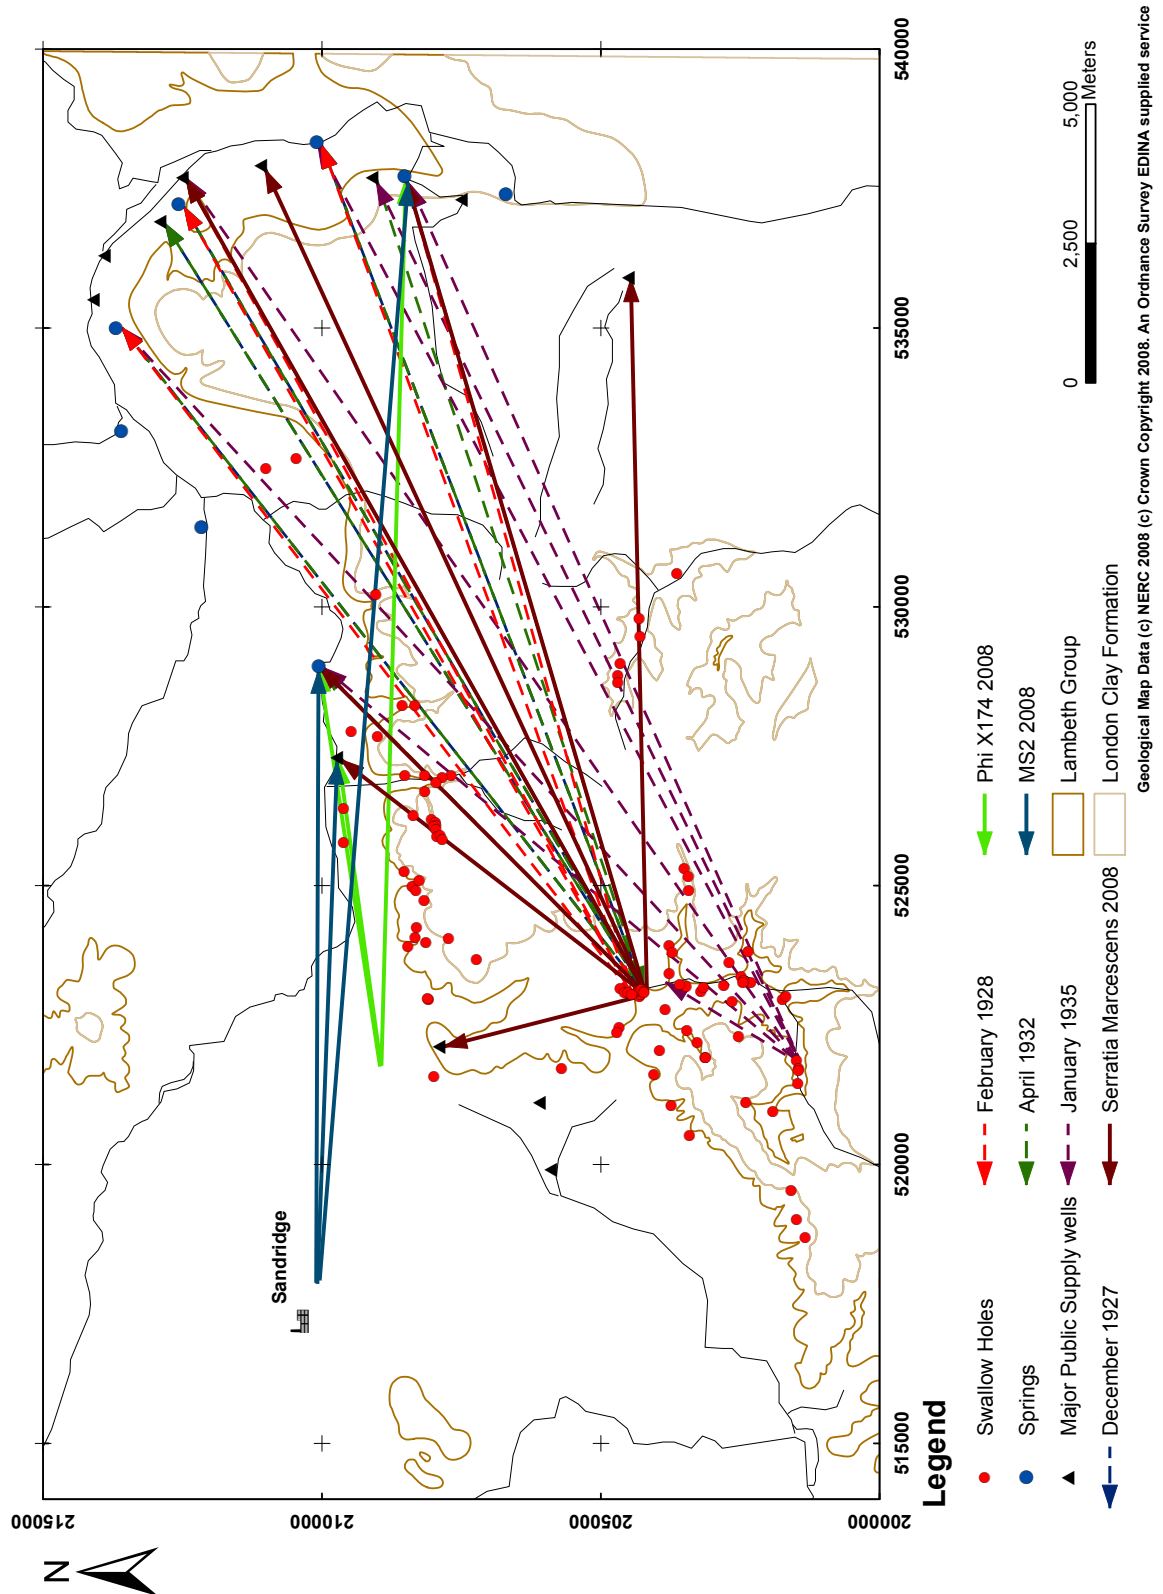 N
215000
210000
205000
200000
515000
520000
525000
530000
535000
540000
Sandridge
Legend
Swallow Holes
Springs
Major Public Supply wells
December 1927
February 1928
April 1932
January 1935
Serratia Marcescens 2008
Phi X174 2008
MS2 2008
Lambeth Group
London Clay Formation
0 2,500 5,000
Meters
Geological Map Data (c) NERC 2008 (c) Crown Copyright 2008. An Ordnance Survey EDINA supplied service